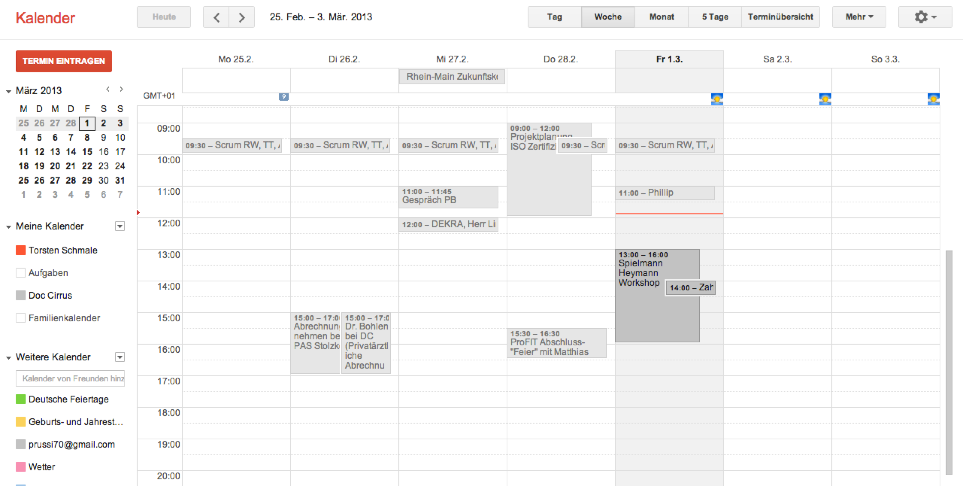 Kalender
Heute
25. Feb. – 3. Mär. 2013
Tag Woche Monat 5 Tage Terminübersicht
Mehr
TERMIN EINTRAGEN
März 2013
M D M D F S S
25 26 27 28 1 2 3
4 5 6 7 8 9 10
11 12 13 14 15 16 17
18 19 20 21 22 23 24
25 26 27 28 29 30 31
1 2 3 4 5 6 7
Meine Kalender
Torsten Schmale
Aufgaben
Doc Cirrus
Familienkalender
Weitere Kalender
Kalender von Freunden hinz
Deutsche Feiertage
Geburts- und Jahrest...
prussi70@gmail.com
Wetter
Mo 25.2. Di 26.2. Mi 27.2. Do 28.2. Fr 1.3. Sa 2.3. So 3.3.
Rhein-Main Zukunftsko
GMT+01
?
09:00
10:00
11:00
12:00
13:00
14:00
15:00
16:00
17:00
18:00
19:00
20:00
09:30 – Scrum RW, TT, A
09:30 – Scrum RW, TT, A
15:00 – 17:0
Abrechnun
nehmen be
PAS Stolzk
15:00 – 17:0
Dr. Bohlen
bei DC
(Privatärztl
iche
Abrechnu
09:30 – Scrum RW, TT, A
11:00 – 11:45
Gespräch PB
12:00 – DEKRA, Herr Li
09:00 – 12:00
Projektplanung
ISO Zertifizi
09:30 – Scr
15:30 – 16:30
ProFIT Abschluss-
"Feier" mit Matthias
09:30 – Scrum RW, TT, A
11:00 – Phillip
13:00 – 16:00
Spielmann
Heymann
Workshop
14:00 – Zah